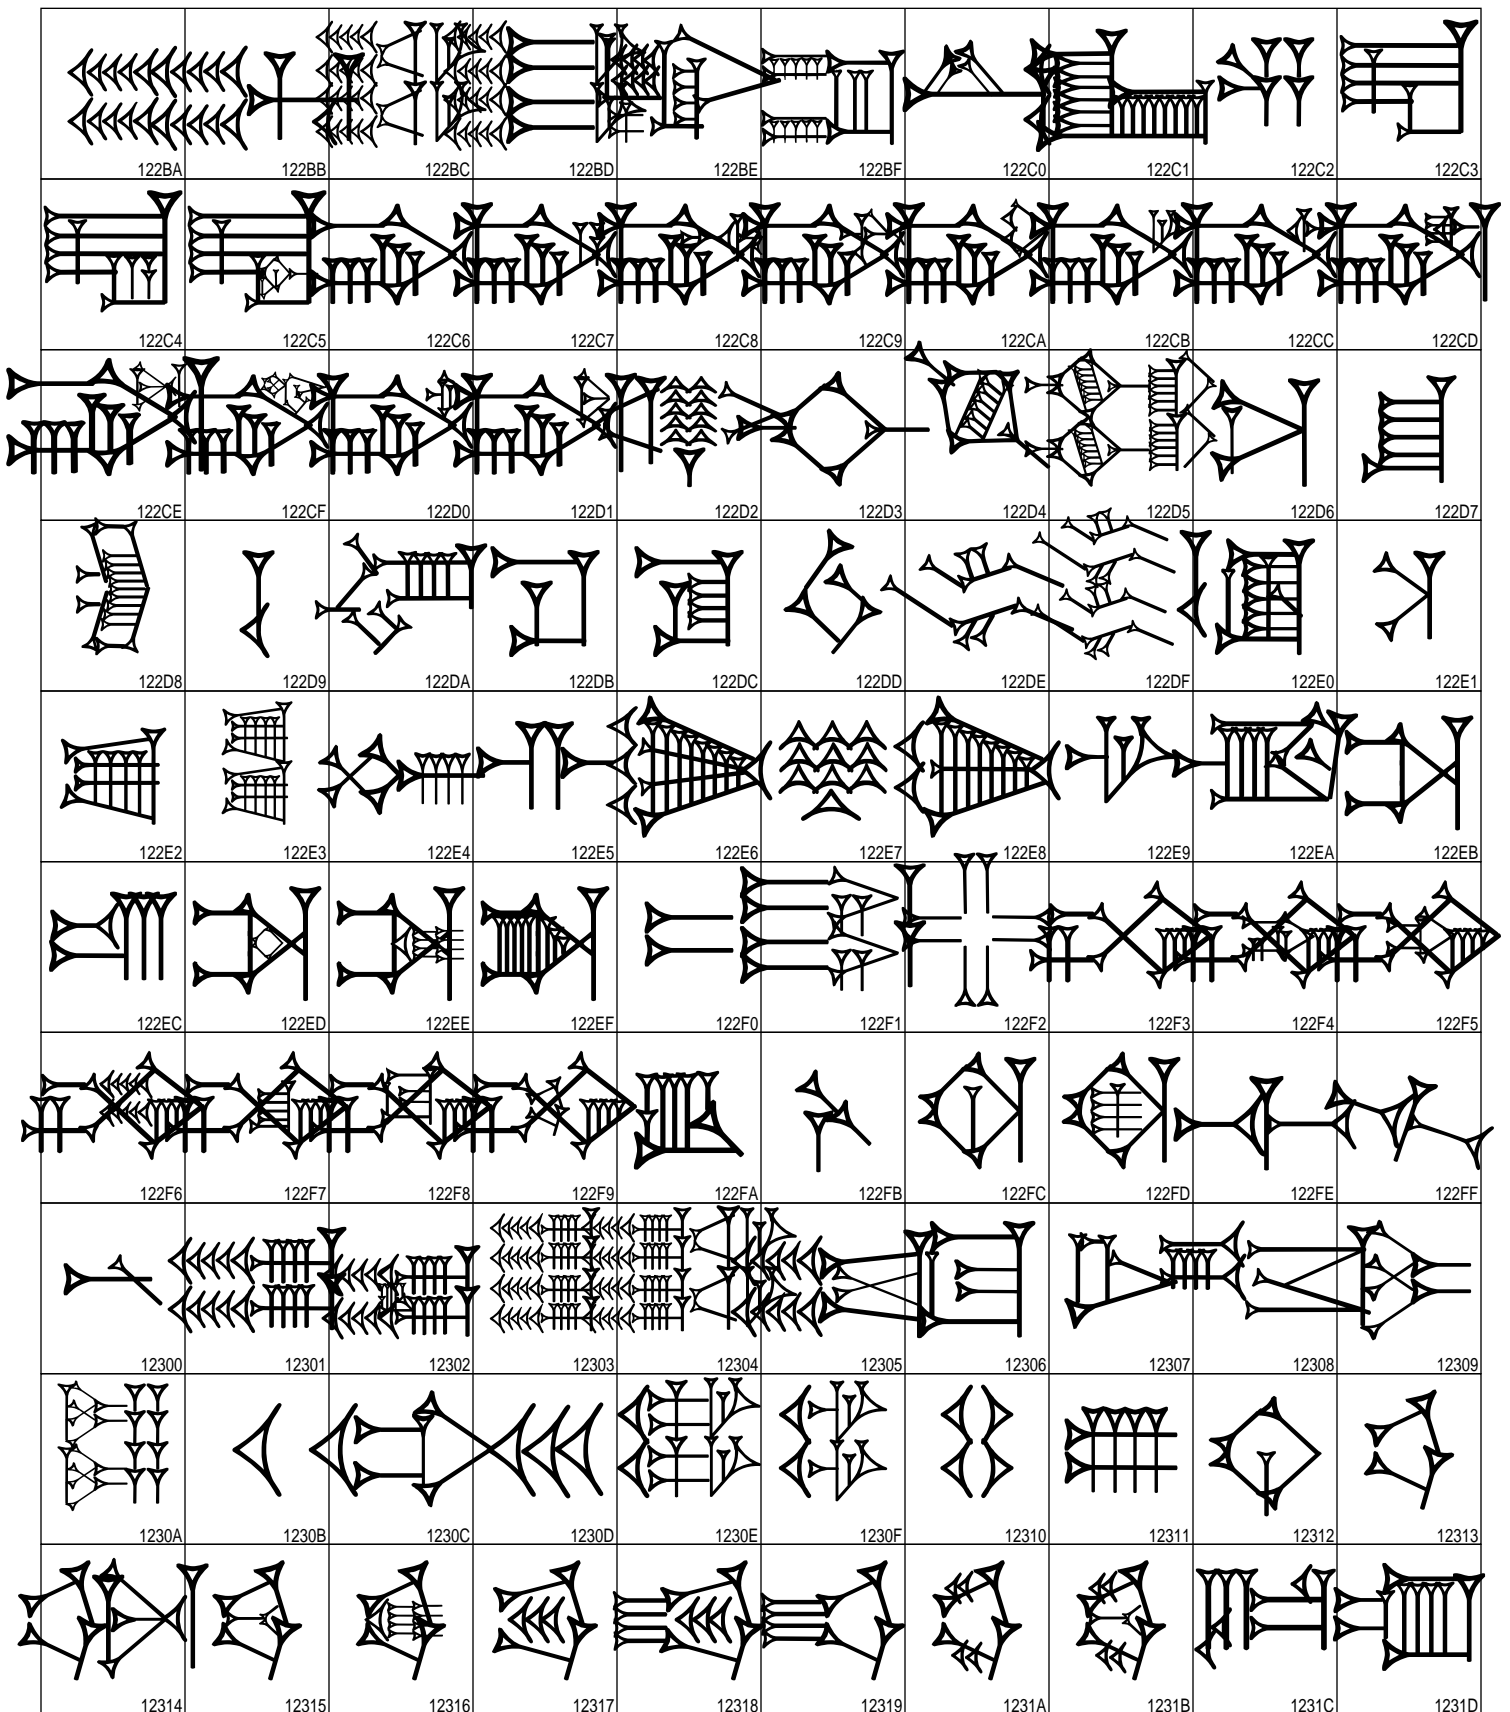 𒊺 𒊻 𒊼 𒊽 𒊾 𒊿 𒋀 𒋁 𒋂 𒋃
122BA 122BB 122BC 122BD 122BE 122BF 122C0 122C1 122C2 122C3
𒋄 𒋅 𒋆 𒋇 𒋈 𒋉 𒋊 𒋋 𒋌 𒋍
122C4 122C5 122C6 122C7 122C8 122C9 122CA 122CB 122CC 122CD
𒋎 𒋏 𒋐 𒋑 𒋒 𒋓 𒋔 𒋕 𒋖 𒋗
122CE 122CF 122D0 122D1 122D2 122D3 122D4 122D5 122D6 122D7
𒋘 𒋙 𒋚 𒋛 𒋜 𒋝 𒋞 𒋟 𒋠 𒋡
122D8 122D9 122DA 122DB 122DC 122DD 122DE 122DF 122E0 122E1
𒋢 𒋣 𒋤 𒋥 𒋦 𒋧 𒋨 𒋩 𒋪 𒋫
122E2 122E3 122E4 122E5 122E6 122E7 122E8 122E9 122EA 122EB
𒋬 𒋭 𒋮 𒋯 𒋰 𒋱 𒋲 𒋳 𒋴 𒋵
122EC 122ED 122EE 122EF 122F0 122F1 122F2 122F3 122F4 122F5
𒋶 𒋷 𒋸 𒋹 𒋺 𒋻 𒋼 𒋽 𒋾 𒋿
122F6 122F7 122F8 122F9 122FA 122FB 122FC 122FD 122FE 122FF
𒌀 𒌁 𒌂 𒌃 𒌄 𒌅 𒌆 𒌇 𒌈 𒌉
12300 12301 12302 12303 12304 12305 12306 12307 12308 12309
𒌊 𒌋 𒌌 𒌍 𒌎 𒌏 𒌐 𒌑 𒌒 𒌓
1230A 1230B 1230C 1230D 1230E 1230F 12310 12311 12312 12313
𒌔 𒌕 𒌖 𒌗 𒌘 𒌙 𒌚 𒌛 𒌜 𒌝
12314 12315 12316 12317 12318 12319 1231A 1231B 1231C 1231D